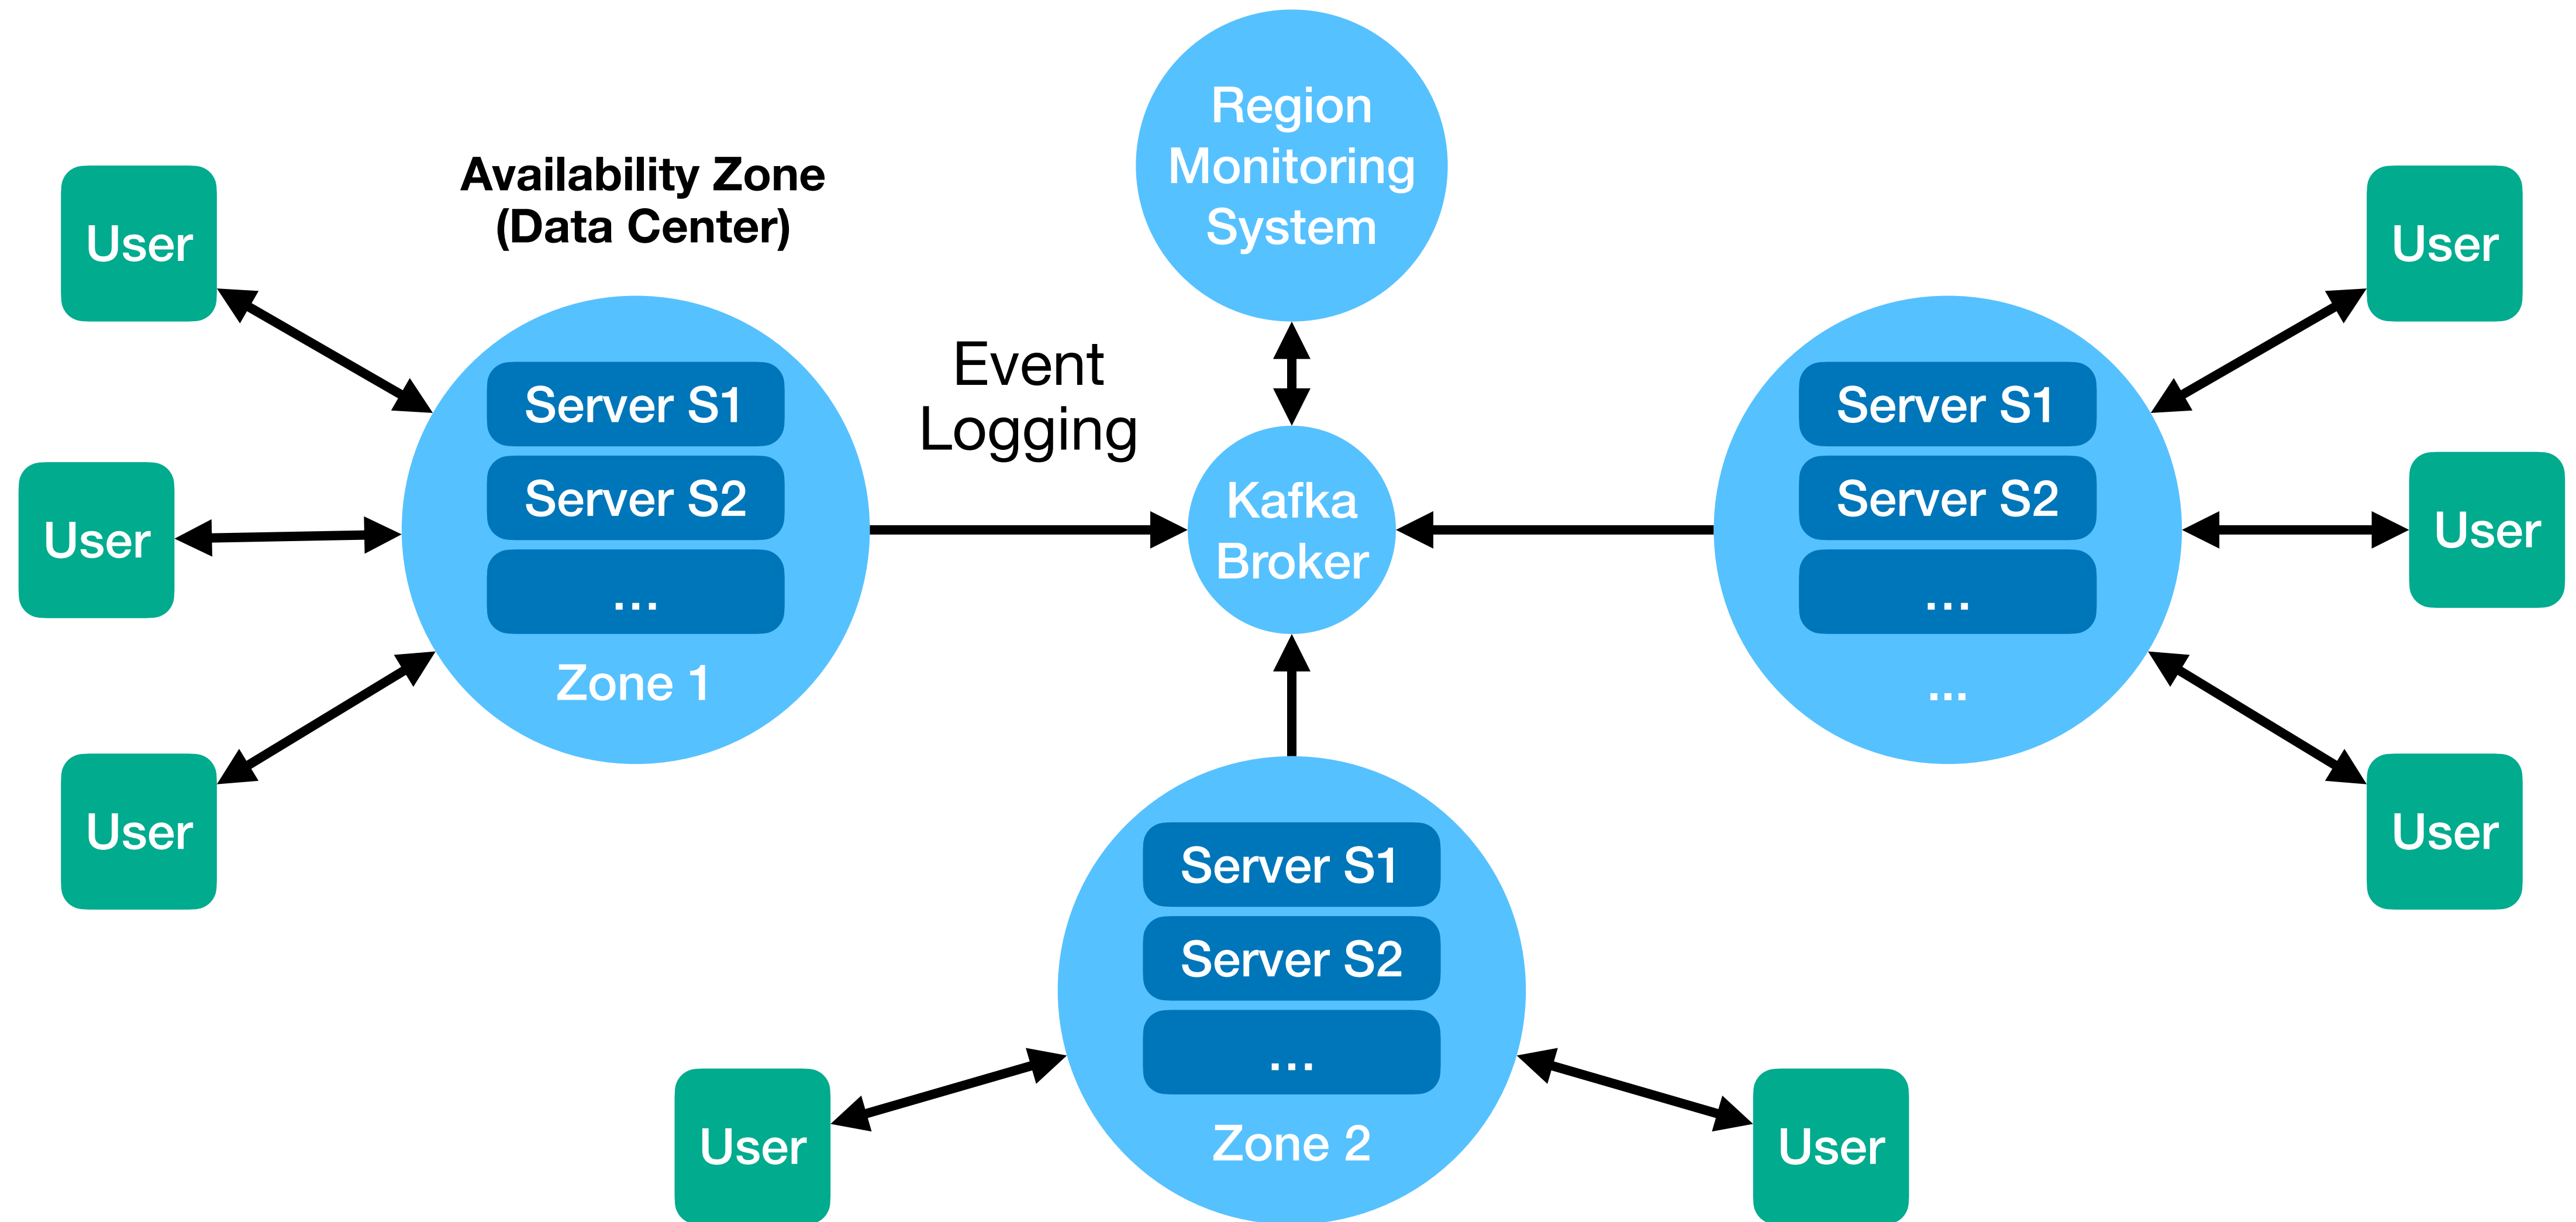 Region
Monitoring
System
Availability Zone
(Data Center)
User
User
User
Server S1
Server S2
...
Zone 1
Event
Logging
Kafka
Broker
Server S1
Server S2
...
...
User
User
User
Server S1
Server S2
...
Zone 2
User
User